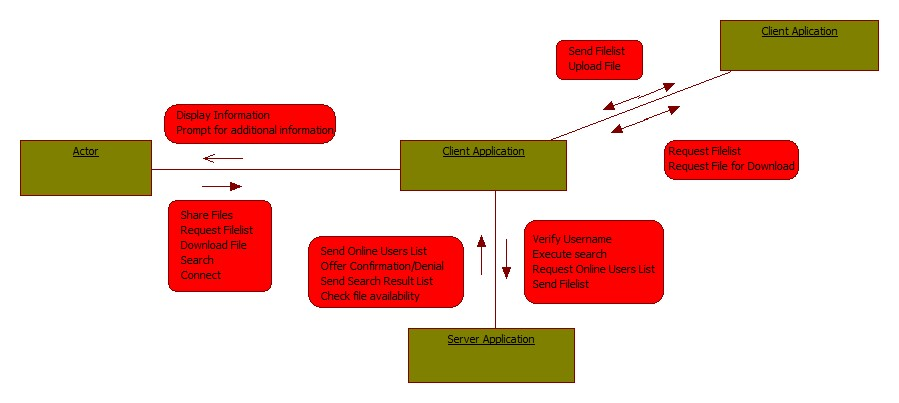 Client Aplication
Send Filelist
Upload File
Display Information
Prompt for additional information
Actor
Client Application
Request Filelist
Request File for Download
Share Files
Request Filelist
Download File
Search
Connect
Send Online Users List
Offer Confirmation/Denial
Send Search Result List
Check file availability
Verify Username
Execute search
Request Online Users List
Send Filelist
Server Application